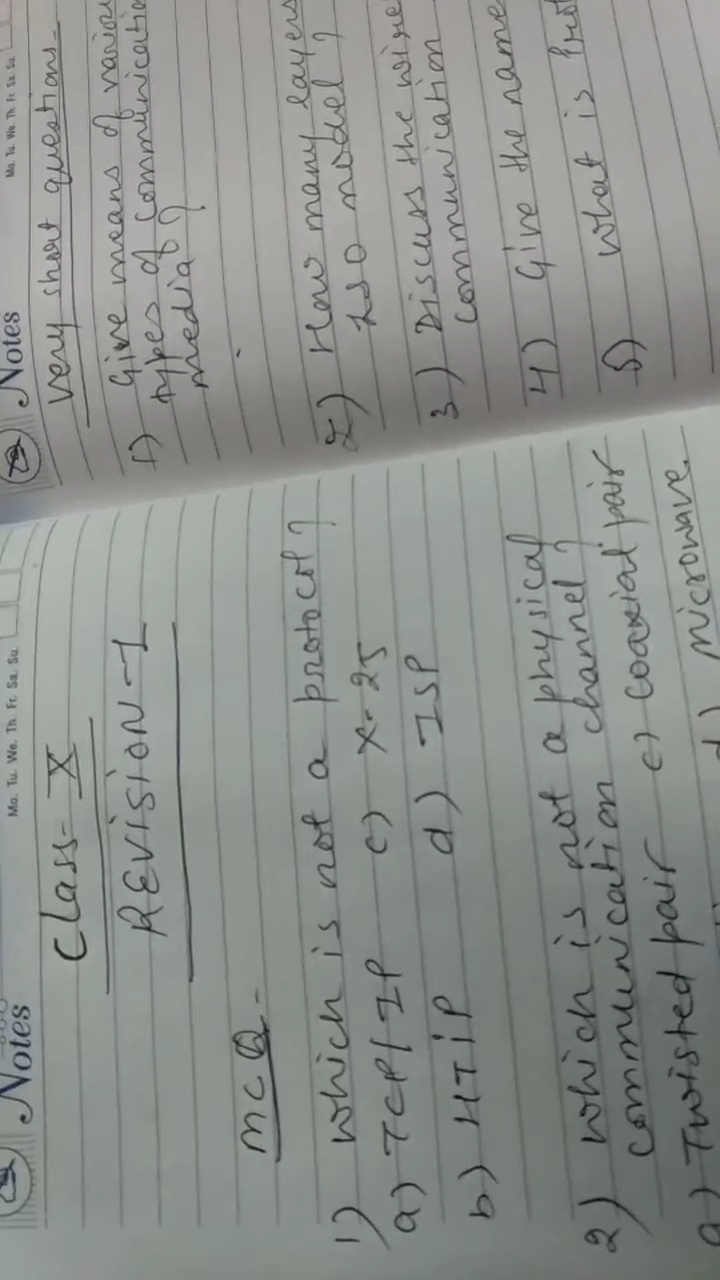 Notes
Mo. Tu. We. Th. Fr. Sa. Su.
Class- X
REVISION-1
MCQ-
1) which is not a protocol?
a) TCP/IP c) X.25
b) HTTP d) ISP
2) which is not a physical
communication channel?
a) Twisted pair c) coaxial pair
d) microwave.
Notes
Mo. Tu. We. Th. Fr. Sa. Su.
very short questions-
1) Give means of
types of
media?
2) How many layers
ISO model?
3) Discuss the
communication
4) Give the name
5) what is